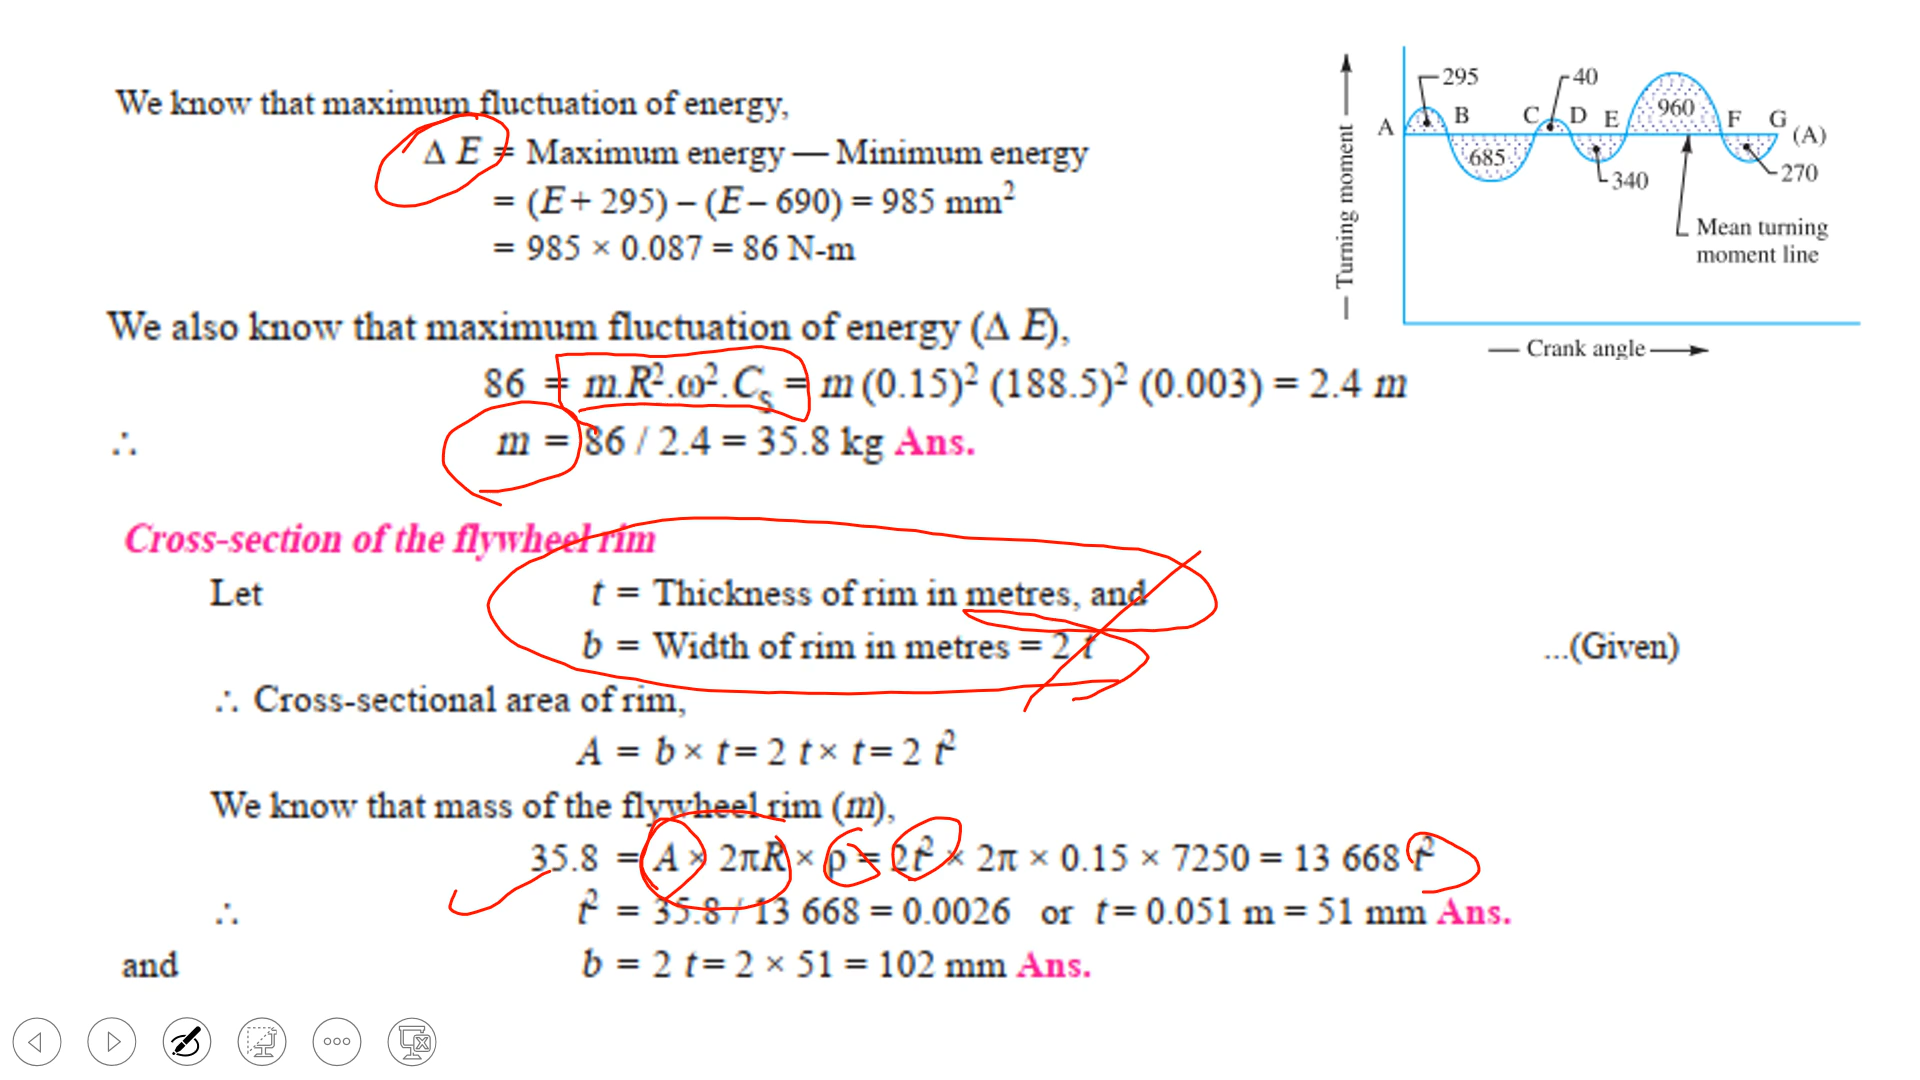 We know that maximum fluctuation of energy,
Δ E = Maximum energy — Minimum energy
= (E + 295) – (E – 690) = 985 mm²
= 985 × 0.087 = 86 N-m
We also know that maximum fluctuation of energy (Δ E),
86 = m.R².ω².C_S = m (0.15)² (188.5)² (0.003) = 2.4 m
∴ m = 86 / 2.4 = 35.8 kg Ans.
Cross-section of the flywheel rim
Let t = Thickness of rim in metres, and
b = Width of rim in metres = 2 t ...(Given)
∴ Cross-sectional area of rim,
A = b × t = 2 t × t = 2 t²
We know that mass of the flywheel rim (m),
35.8 = A × 2πR × ρ = 2t² × 2π × 0.15 × 7250 = 13 668 t²
∴ t² = 35.8 / 13 668 = 0.0026 or t = 0.051 m = 51 mm Ans.
and b = 2 t = 2 × 51 = 102 mm Ans.
Turning moment
295
40
A B C D E 960 F G (A)
685
340
270
Mean turning
moment line
Crank angle